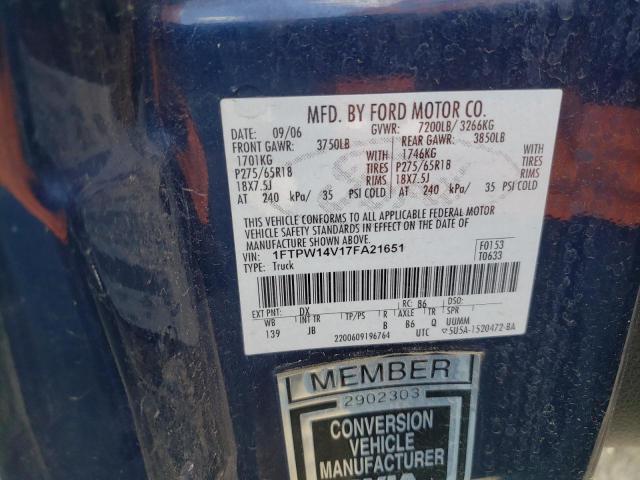 MFD. BY FORD MOTOR CO.
DATE: 09/06 GVWR: 7200LB/ 3266KG
FRONT GAWR: 3750LB REAR GAWR: 3850LB
1701KG WITH 1746KG WITH
P275/65R18 TIRES P275/65R18 TIRES
18X7.5J RIMS 18X7.5J RIMS
AT 240 kPa/ 35 PSI COLD AT 240 kPa/ 35 PSI COLD
THIS VEHICLE CONFORMS TO ALL APPLICABLE FEDERAL MOTOR
VEHICLE SAFETY STANDARDS IN EFFECT ON THE DATE OF
MANUFACTURE SHOWN ABOVE.
VIN: 1FTPW14V17FA21651 F0153
TYPE: Truck T0633
EXT PNT: DX RC: B6 DSO:
WB INT TR TP/PS R AXLE TR SPR
139 JB B B6 Q UUMM
2200609196764 UTC 5U5A-1520472-BA
MEMBER
2902303
CONVERSION
VEHICLE
MANUFACTURER